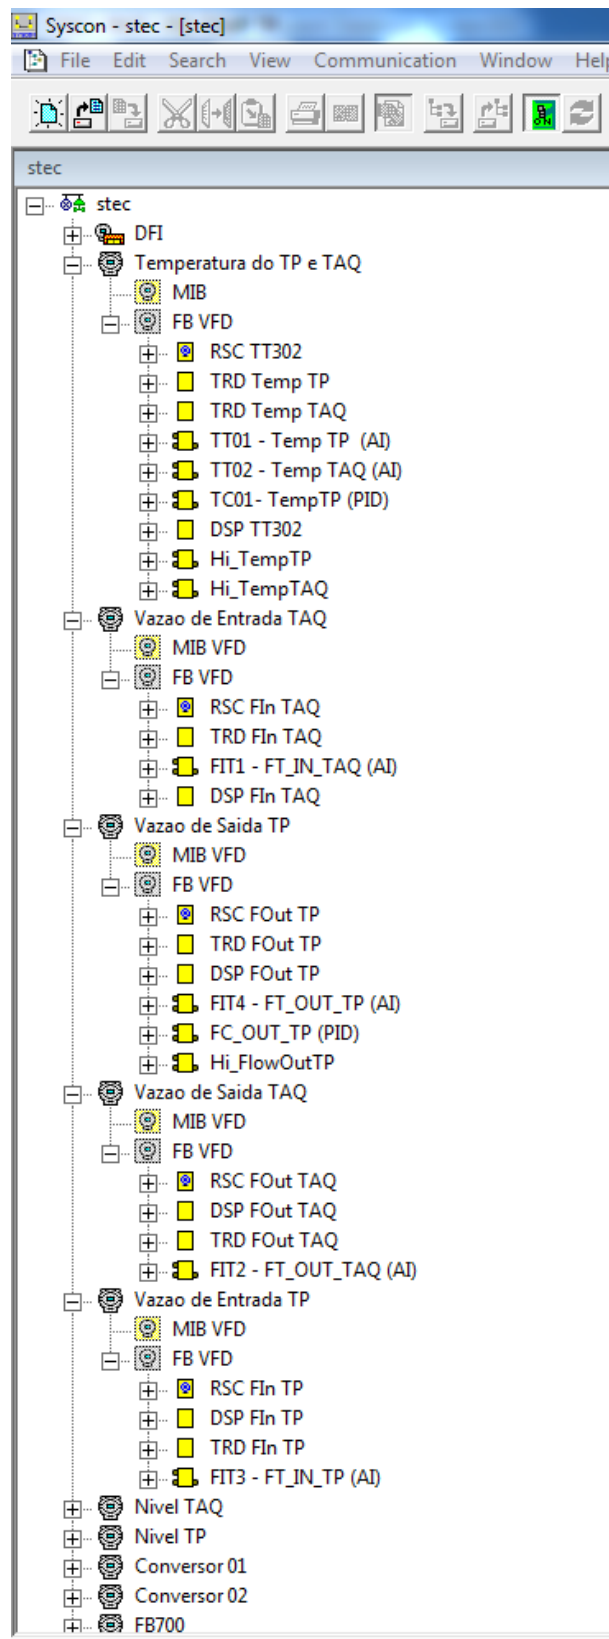 Syscon - stec - [stec]
File Edit Search View Communication Window Help
stec
stec
DFI
Temperatura do TP e TAQ
MIB
FB VFD
RSC TT302
TRD Temp TP
TRD Temp TAQ
TT01 - Temp TP (AI)
TT02 - Temp TAQ (AI)
TC01- TempTP (PID)
DSP TT302
Hi_TempTP
Hi_TempTAQ
Vazao de Entrada TAQ
MIB VFD
FB VFD
RSC FIn TAQ
TRD FIn TAQ
FIT1 - FT_IN_TAQ (AI)
DSP FIn TAQ
Vazao de Saida TP
MIB VFD
FB VFD
RSC FOut TP
TRD FOut TP
DSP FOut TP
FIT4 - FT_OUT_TP (AI)
FC_OUT_TP (PID)
Hi_FlowOutTP
Vazao de Saida TAQ
MIB VFD
FB VFD
RSC FOut TAQ
DSP FOut TAQ
TRD FOut TAQ
FIT2 - FT_OUT_TAQ (AI)
Vazao de Entrada TP
MIB VFD
FB VFD
RSC FIn TP
DSP FIn TP
TRD FIn TP
FIT3 - FT_IN_TP (AI)
Nivel TAQ
Nivel TP
Conversor 01
Conversor 02
FB700